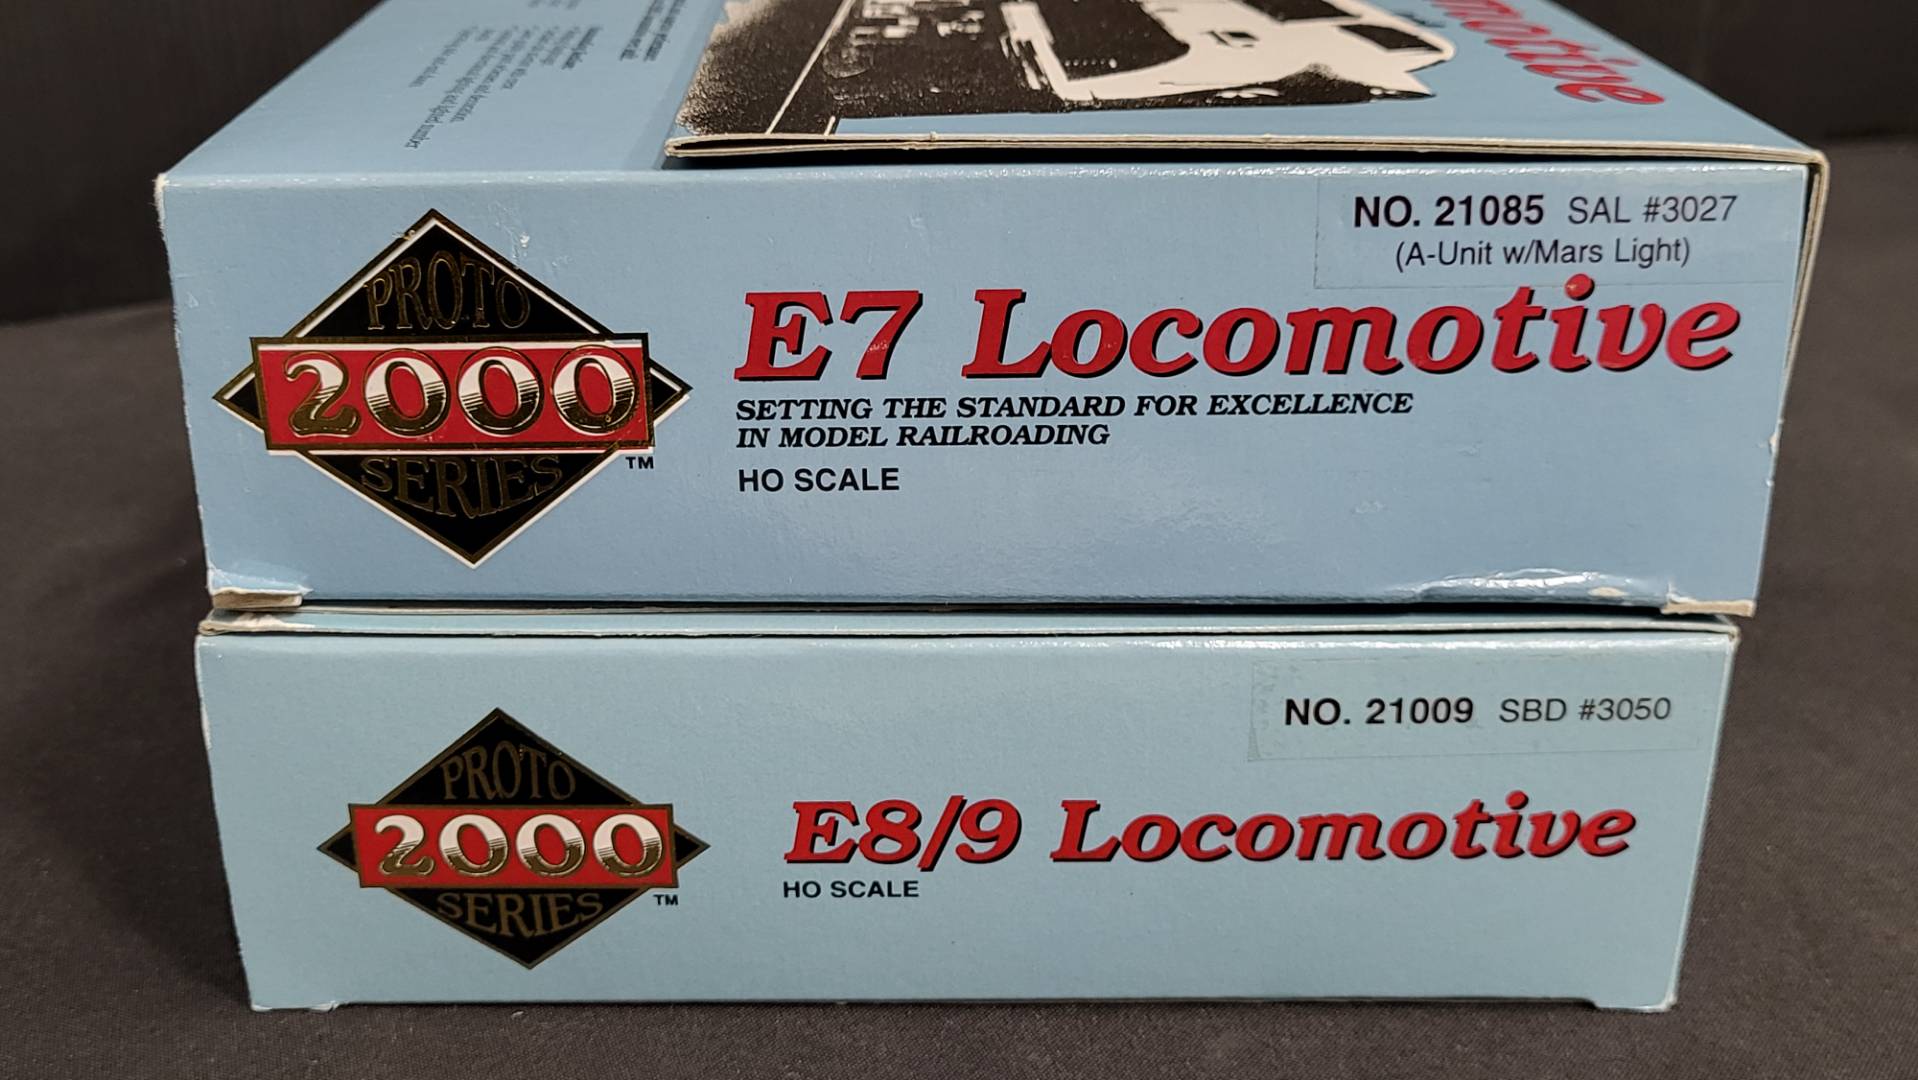 motive
NO. 21085 SAL #3027
(A-Unit w/Mars Light)
PROTO
2000
SERIES
TM
E7 Locomotive
SETTING THE STANDARD FOR EXCELLENCE
IN MODEL RAILROADING
HO SCALE
NO. 21009 SBD #3050
PROTO
2000
SERIES
TM
E8/9 Locomotive
HO SCALE